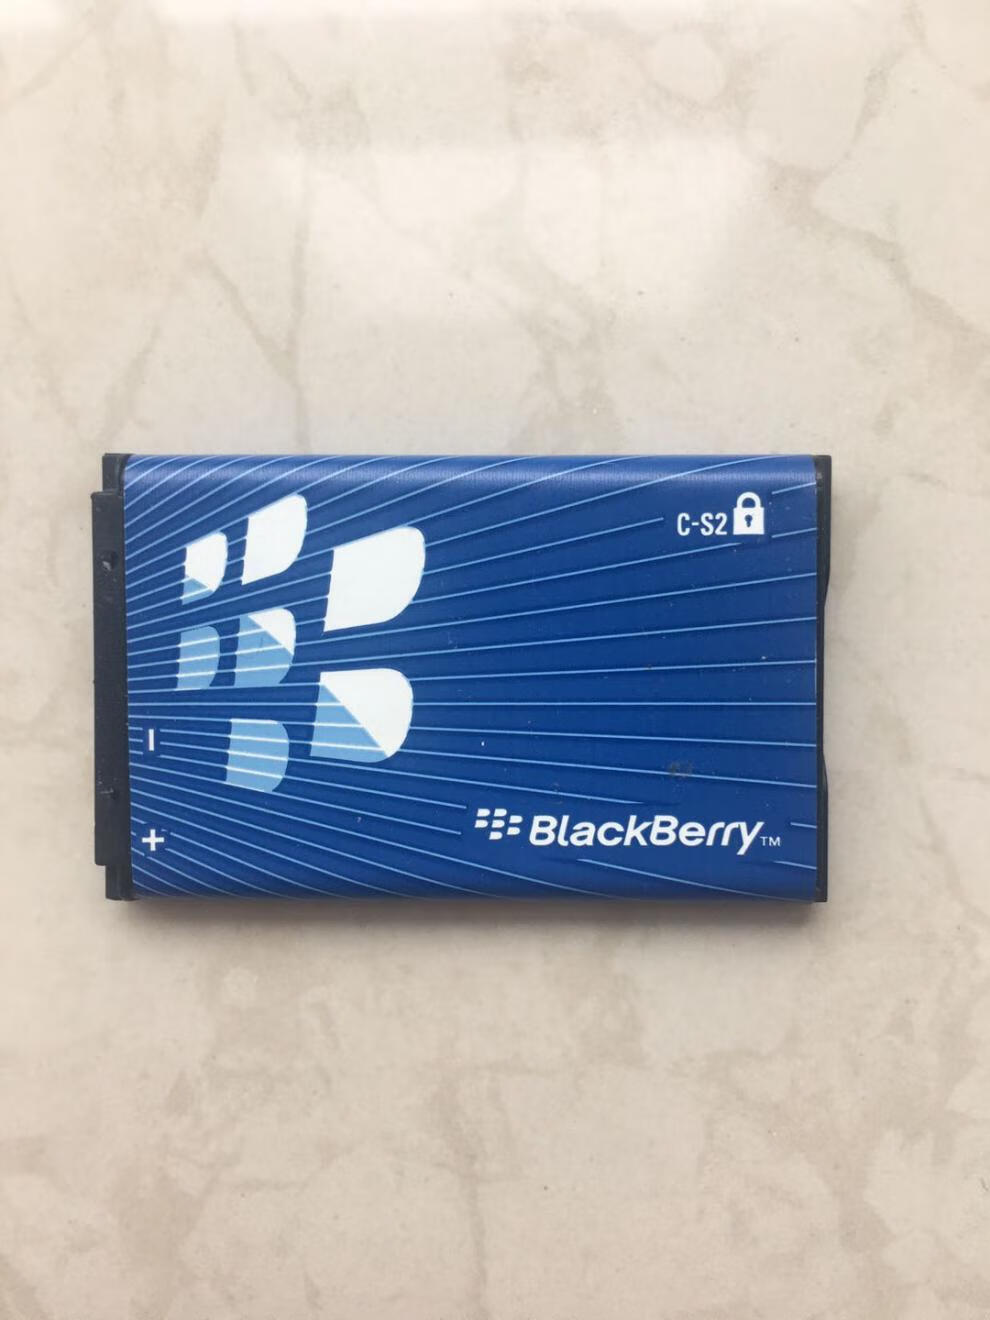 C-S2
−
+
BlackBerry™